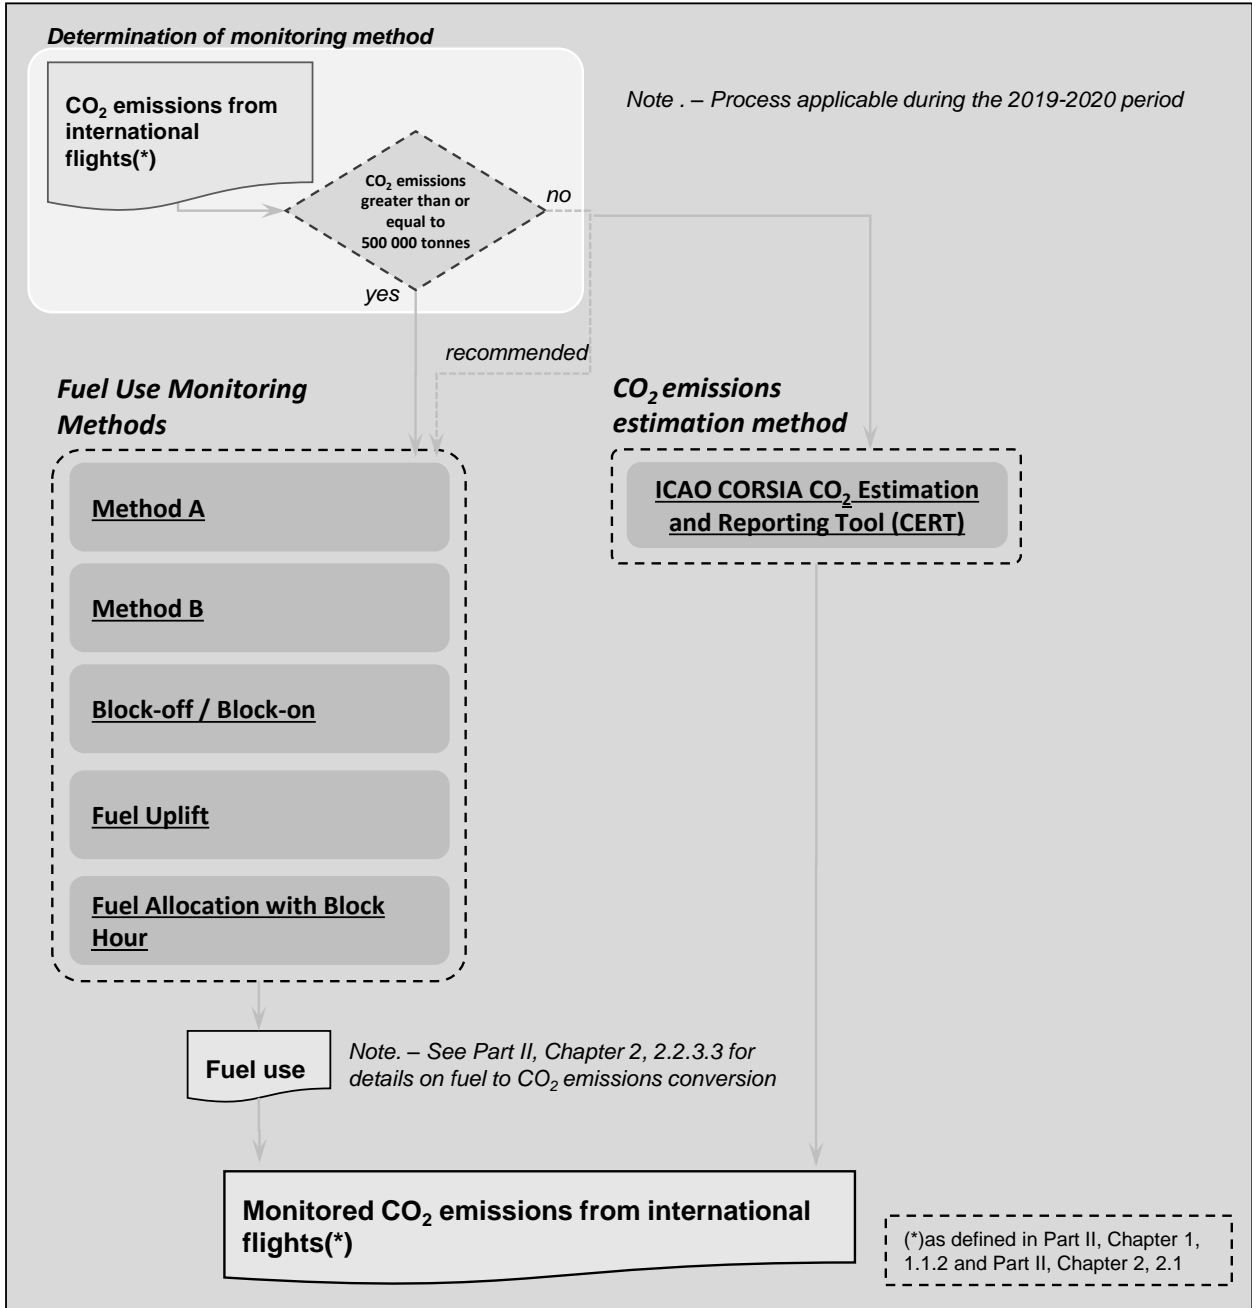 Determination of monitoring method
CO₂ emissions from
international
flights(*)
Note . – Process applicable during the 2019-2020 period
CO₂ emissions
greater than or
equal to
500 000 tonnes
no
yes
recommended
Fuel Use Monitoring
Methods
CO₂ emissions
estimation method
Method A
Method B
Block-off / Block-on
Fuel Uplift
Fuel Allocation with Block
Hour
ICAO CORSIA CO₂ Estimation
and Reporting Tool (CERT)
Fuel use
Note. – See Part II, Chapter 2, 2.2.3.3 for
details on fuel to CO₂ emissions conversion
Monitored CO₂ emissions from international
flights(*)
(*)as defined in Part II, Chapter 1,
1.1.2 and Part II, Chapter 2, 2.1